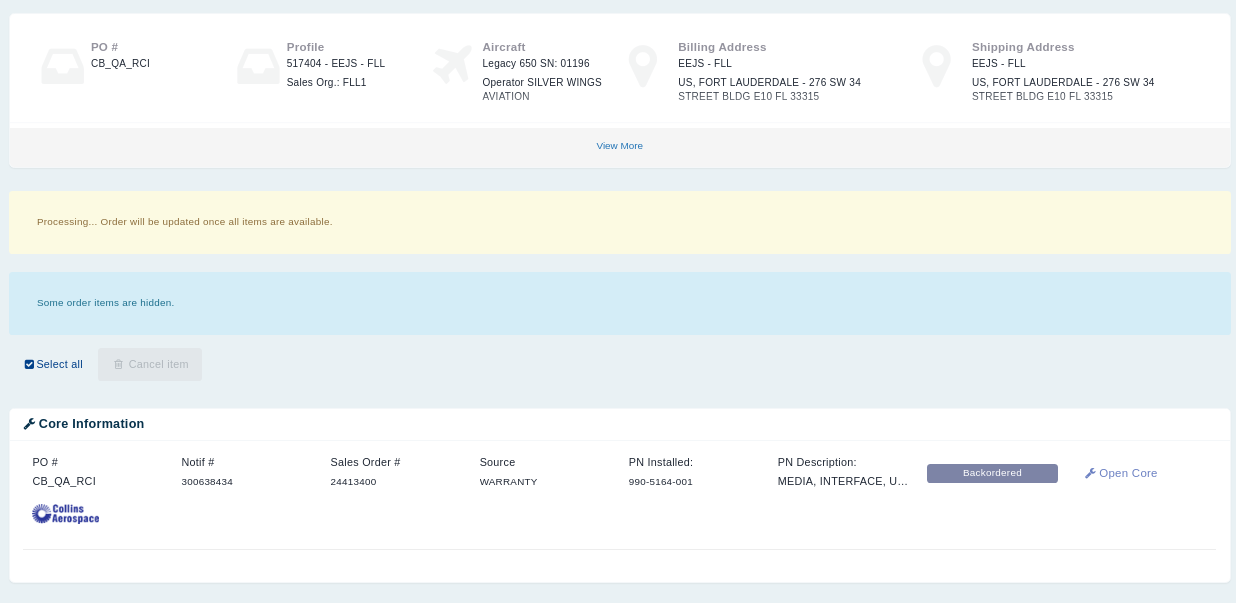 PO #
CB_QA_RCI
Profile
517404 - EEJS - FLL
Sales Org.: FLL1
Aircraft
Legacy 650 SN: 01196
Operator SILVER WINGS
AVIATION
Billing Address
EEJS - FLL
US, FORT LAUDERDALE - 276 SW 34
STREET BLDG E10 FL 33315
Shipping Address
EEJS - FLL
US, FORT LAUDERDALE - 276 SW 34
STREET BLDG E10 FL 33315
View More
Processing... Order will be updated once all items are available.
Some order items are hidden.
Select all
Cancel item
Core Information
PO #
CB_QA_RCI
Notif #
300638434
Sales Order #
24413400
Source
WARRANTY
PN Installed:
990-5164-001
PN Description:
MEDIA, INTERFACE, U...
Backordered
Open Core
Collins
Aerospace